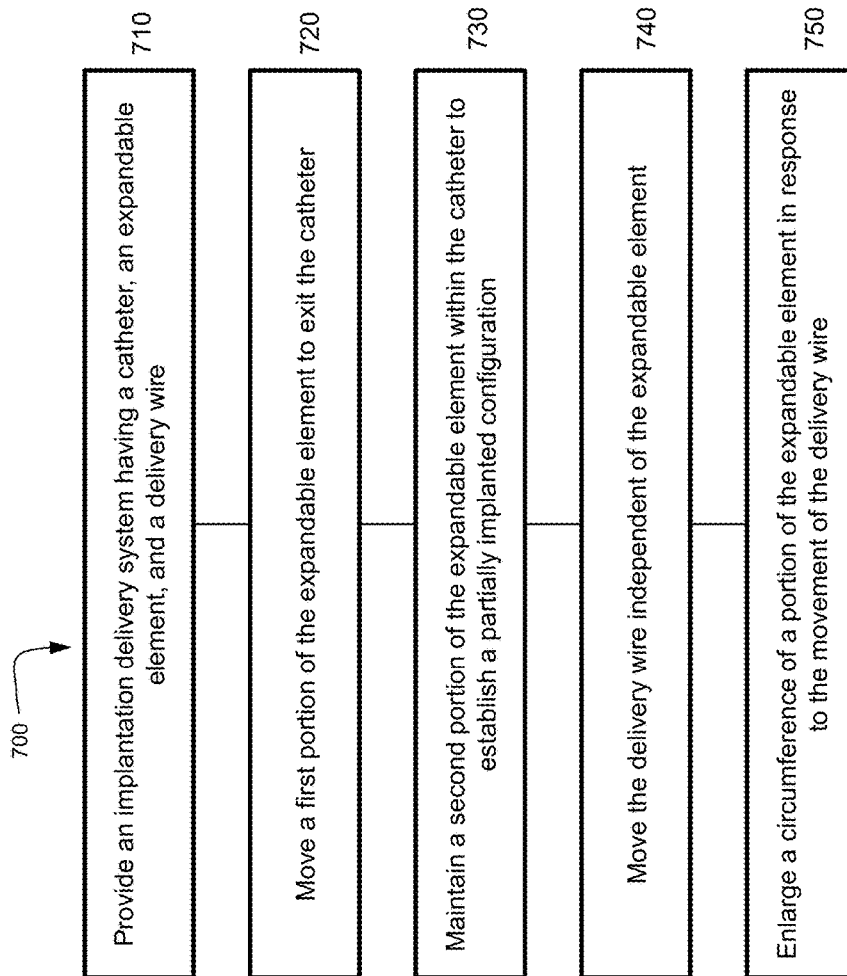 700
Provide an implantation delivery system having a catheter, an expandable
element, and a delivery wire
710
Move a first portion of the expandable element to exit the catheter
720
Maintain a second portion of the expandable element within the catheter to
establish a partially implanted configuration
730
Move the delivery wire independent of the expandable element
740
Enlarge a circumference of a portion of the expandable element in response
to the movement of the delivery wire
750